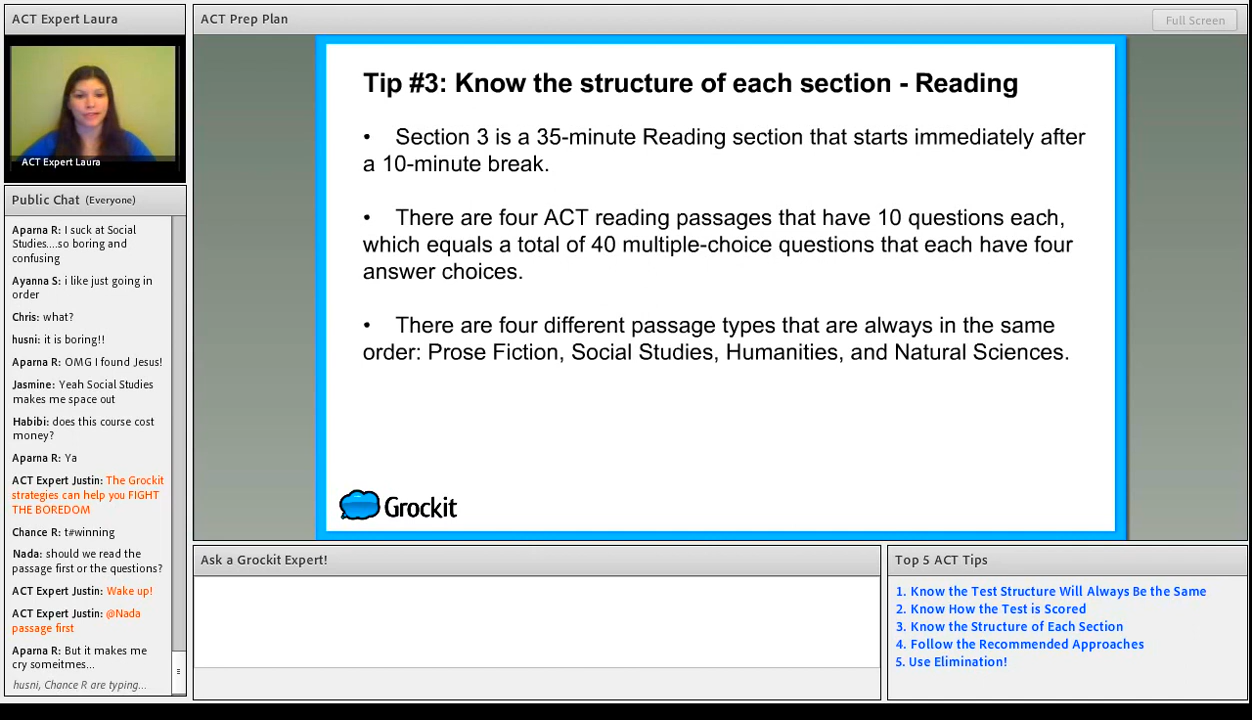 ACT Expert Laura
ACT Expert Laura
Public Chat (Everyone)
Aparna R: I suck at Social
Studies....so boring and
confusing
Ayanna S: i like just going in
order
Chris: what?
husni: it is boring!!
Aparna R: OMG I found Jesus!
Jasmine: Yeah Social Studies
makes me space out
Habibi: does this course cost
money?
Aparna R: Ya
ACT Expert Justin: The Grockit
strategies can help you FIGHT
THE BOREDOM
Chance R: t#winning
Nada: should we read the
passage first or the questions?
ACT Expert Justin: Wake up!
ACT Expert Justin: @Nada
passage first
Aparna R: But it makes me
cry someitmes...
husni, Chance R are typing...
ACT Prep Plan
Full Screen
Tip #3: Know the structure of each section - Reading
• Section 3 is a 35-minute Reading section that starts immediately after
a 10-minute break.
• There are four ACT reading passages that have 10 questions each,
which equals a total of 40 multiple-choice questions that each have four
answer choices.
• There are four different passage types that are always in the same
order: Prose Fiction, Social Studies, Humanities, and Natural Sciences.
Grockit
Ask a Grockit Expert!
Top 5 ACT Tips
1. Know the Test Structure Will Always Be the Same
2. Know How the Test is Scored
3. Know the Structure of Each Section
4. Follow the Recommended Approaches
5. Use Elimination!